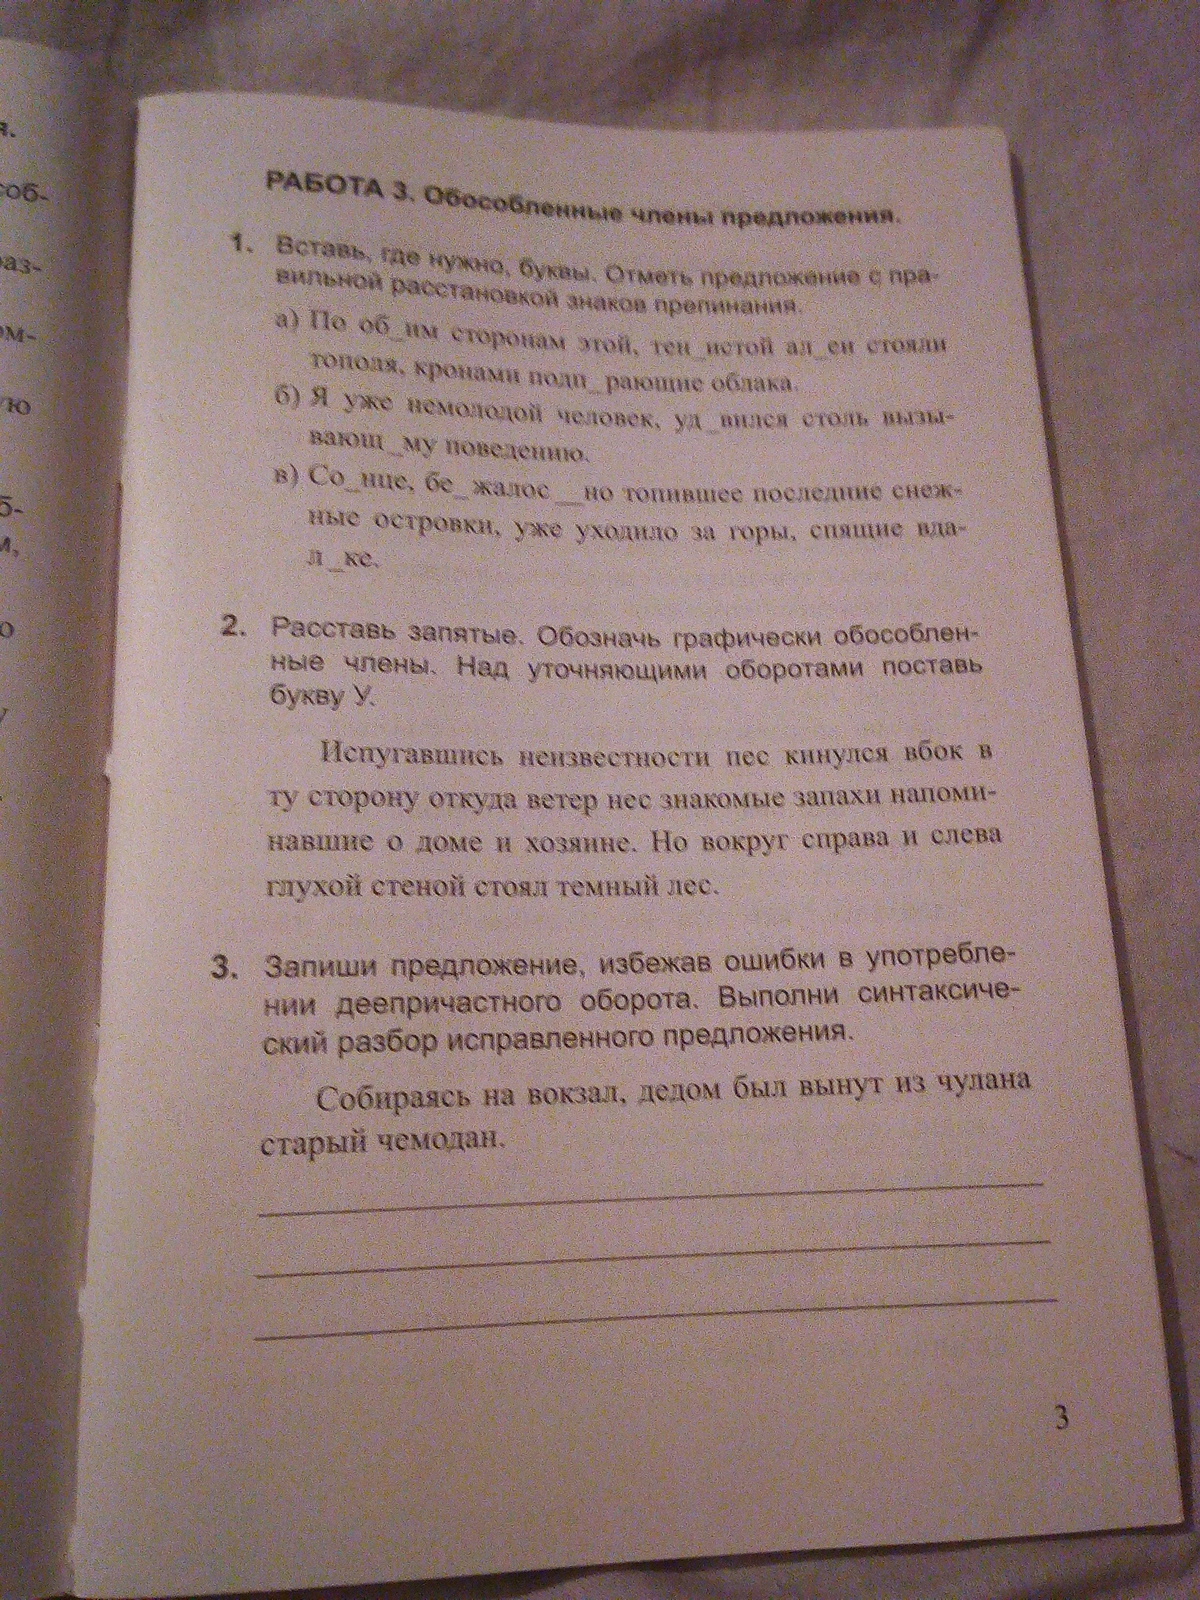 я.
соб-
раз-
ом-
ую
б-
и,
о
у
РАБОТА 3. Обособленные члены предложения.
1. Вставь, где нужно, буквы. Отметь предложение с пра-
вильной расстановкой знаков препинания.
а) По об_им сторонам этой, тен_истой ал_еи стояли
тополя, кронами подп_рающие облака.
б) Я уже немолодой человек, уд_вился столь вызы-
вающ_му поведению.
в) Со_нце, бе_жалос__но топившее последние снеж-
ные островки, уже уходило за горы, спящие вда-
л_ке.
2. Расставь запятые. Обозначь графически обособлен-
ные члены. Над уточняющими оборотами поставь
букву У.
Испугавшись неизвестности пес кинулся вбок в
ту сторону откуда ветер нес знакомые запахи напоми-
навшие о доме и хозяине. Но вокруг справа и слева
глухой стеной стоял темный лес.
3. Запиши предложение, избежав ошибки в употребле-
нии деепричастного оборота. Выполни синтаксиче-
ский разбор исправленного предложения.
Собираясь на вокзал, дедом был вынут из чулана
старый чемодан.
3